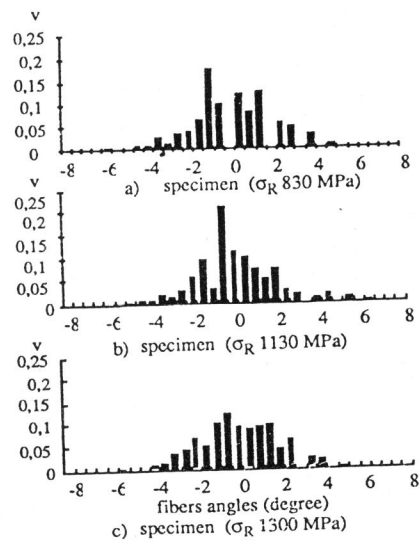 v
0,25
0,2
0,15
0,1
0,05
0
-8 -6 -4 -2 0 2 4 6 8
a) specimen (σR 830 MPa)
v
0,25
0,2
0,15
0,1
0,05
0
-8 -6 -4 -2 0 2 4 6 8
b) specimen (σR 1130 MPa)
v
0,25
0,2
0,15
0,1
0,05
0
-8 -6 -4 -2 0 2 4 6 8
fibers angles (degree)
c) specimen (σR 1300 MPa)